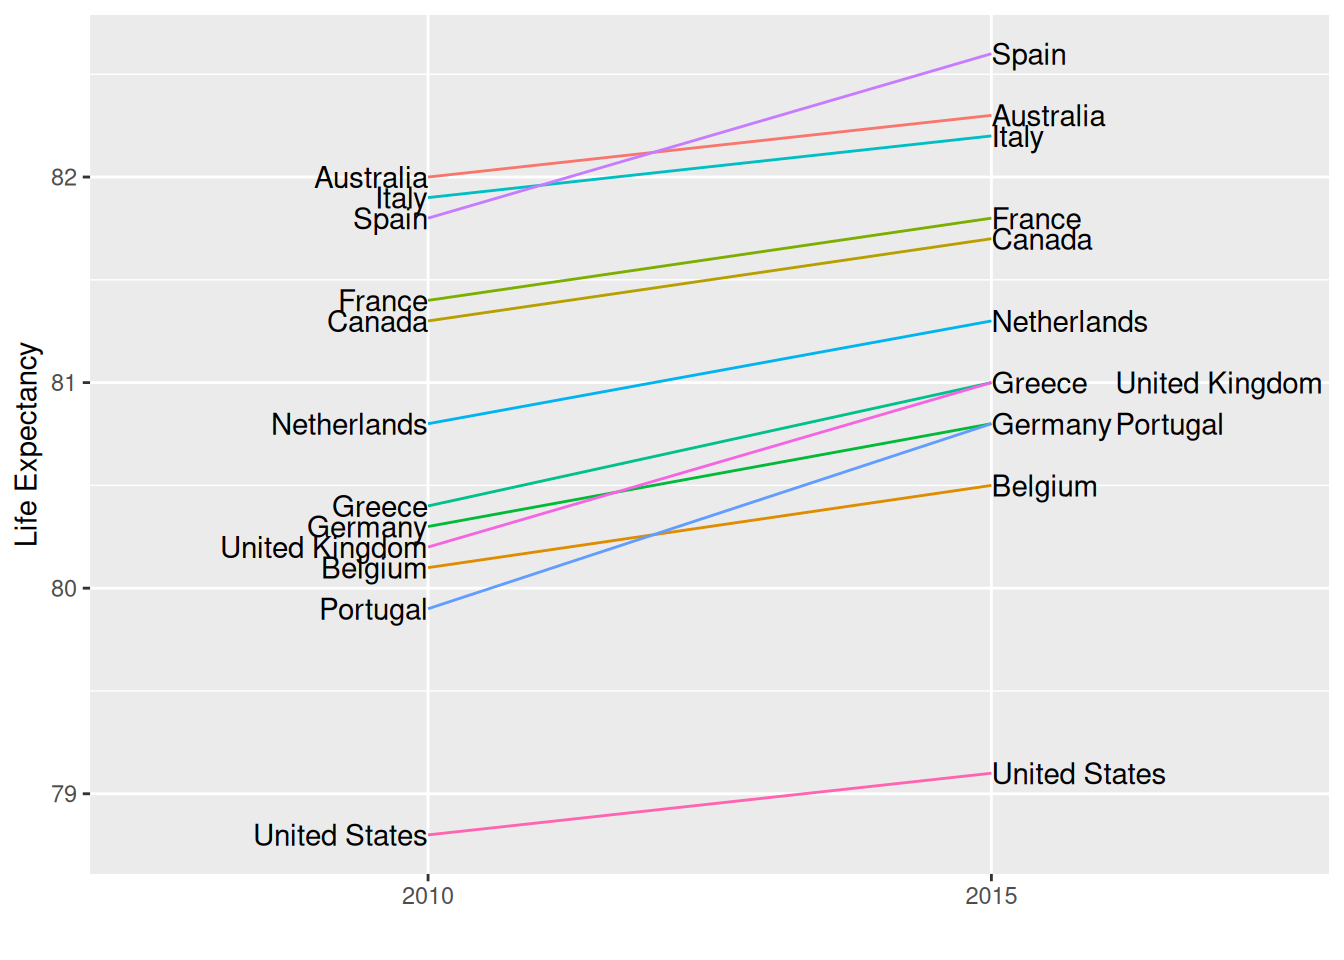 Life Expectancy
82
81
80
79
Australia
Italy
Spain
France
Canada
Netherlands
Greece
Germany
United Kingdom
Belgium
Portugal
United States
Spain
Australia
Italy
France
Canada
Netherlands
Greece United Kingdom
Germany Portugal
Belgium
United States
2010 2015